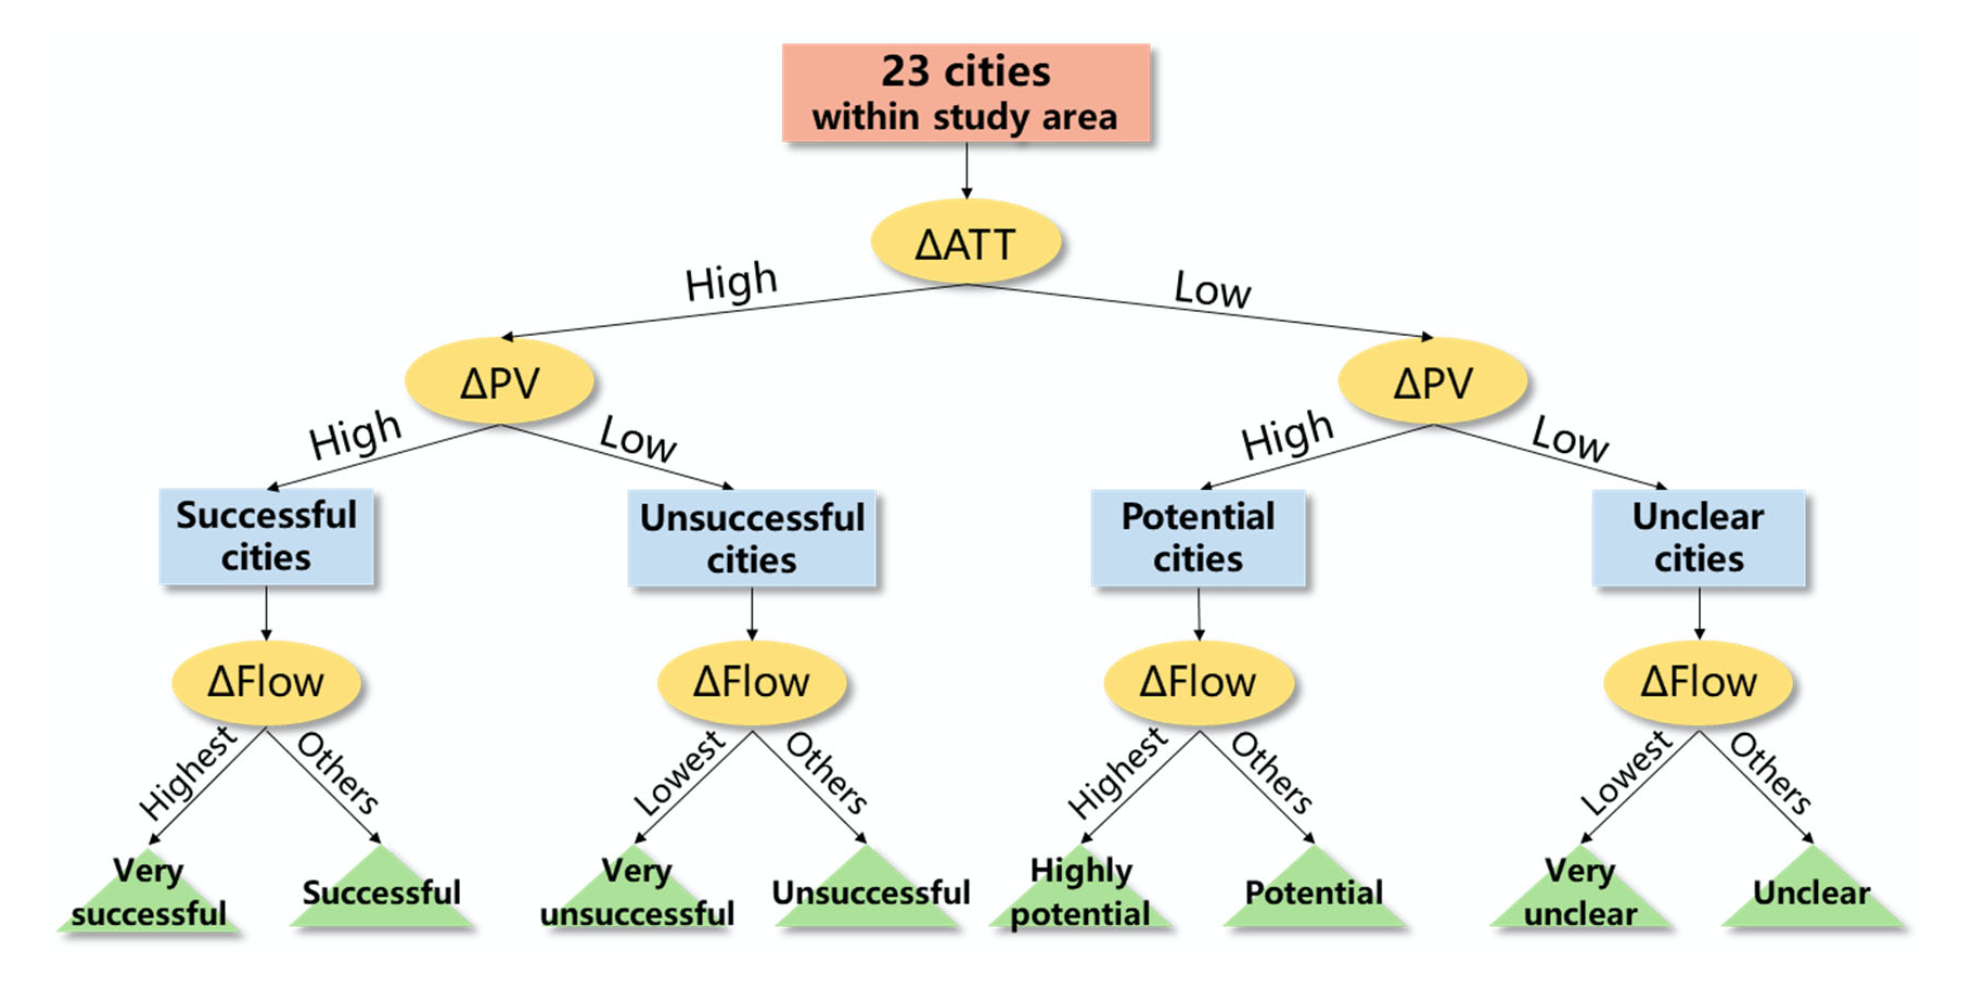 23 cities
within study area
ΔATT
High
Low
ΔPV
ΔPV
High
Low
High
Low
Successful
cities
Unsuccessful
cities
Potential
cities
Unclear
cities
ΔFlow
ΔFlow
ΔFlow
ΔFlow
Highest
Others
Lowest
Others
Highest
Others
Lowest
Others
Very
successful
Successful
Very
unsuccessful
Unsuccessful
Highly
potential
Potential
Very
unclear
Unclear